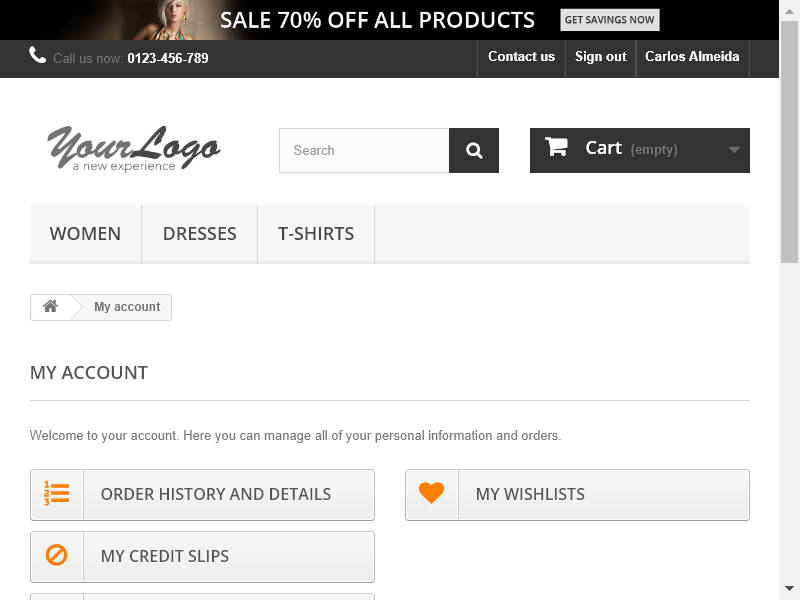 SALE 70% OFF ALL PRODUCTS GET SAVINGS NOW
Call us now: 0123-456-789 Contact us Sign out Carlos Almeida
YourLogo
a new experience
Search
Cart (empty)
WOMEN DRESSES T-SHIRTS
My account
MY ACCOUNT
Welcome to your account. Here you can manage all of your personal information and orders.
1
2
3
ORDER HISTORY AND DETAILS MY WISHLISTS
MY CREDIT SLIPS